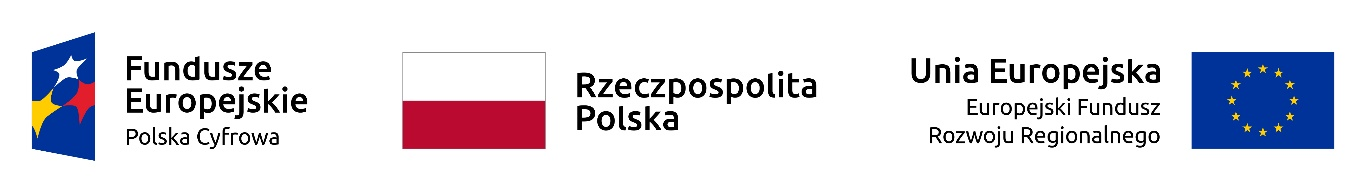 Fundusze
Europejskie
Polska Cyfrowa
Rzeczpospolita
Polska
Unia Europejska
Europejski Fundusz
Rozwoju Regionalnego